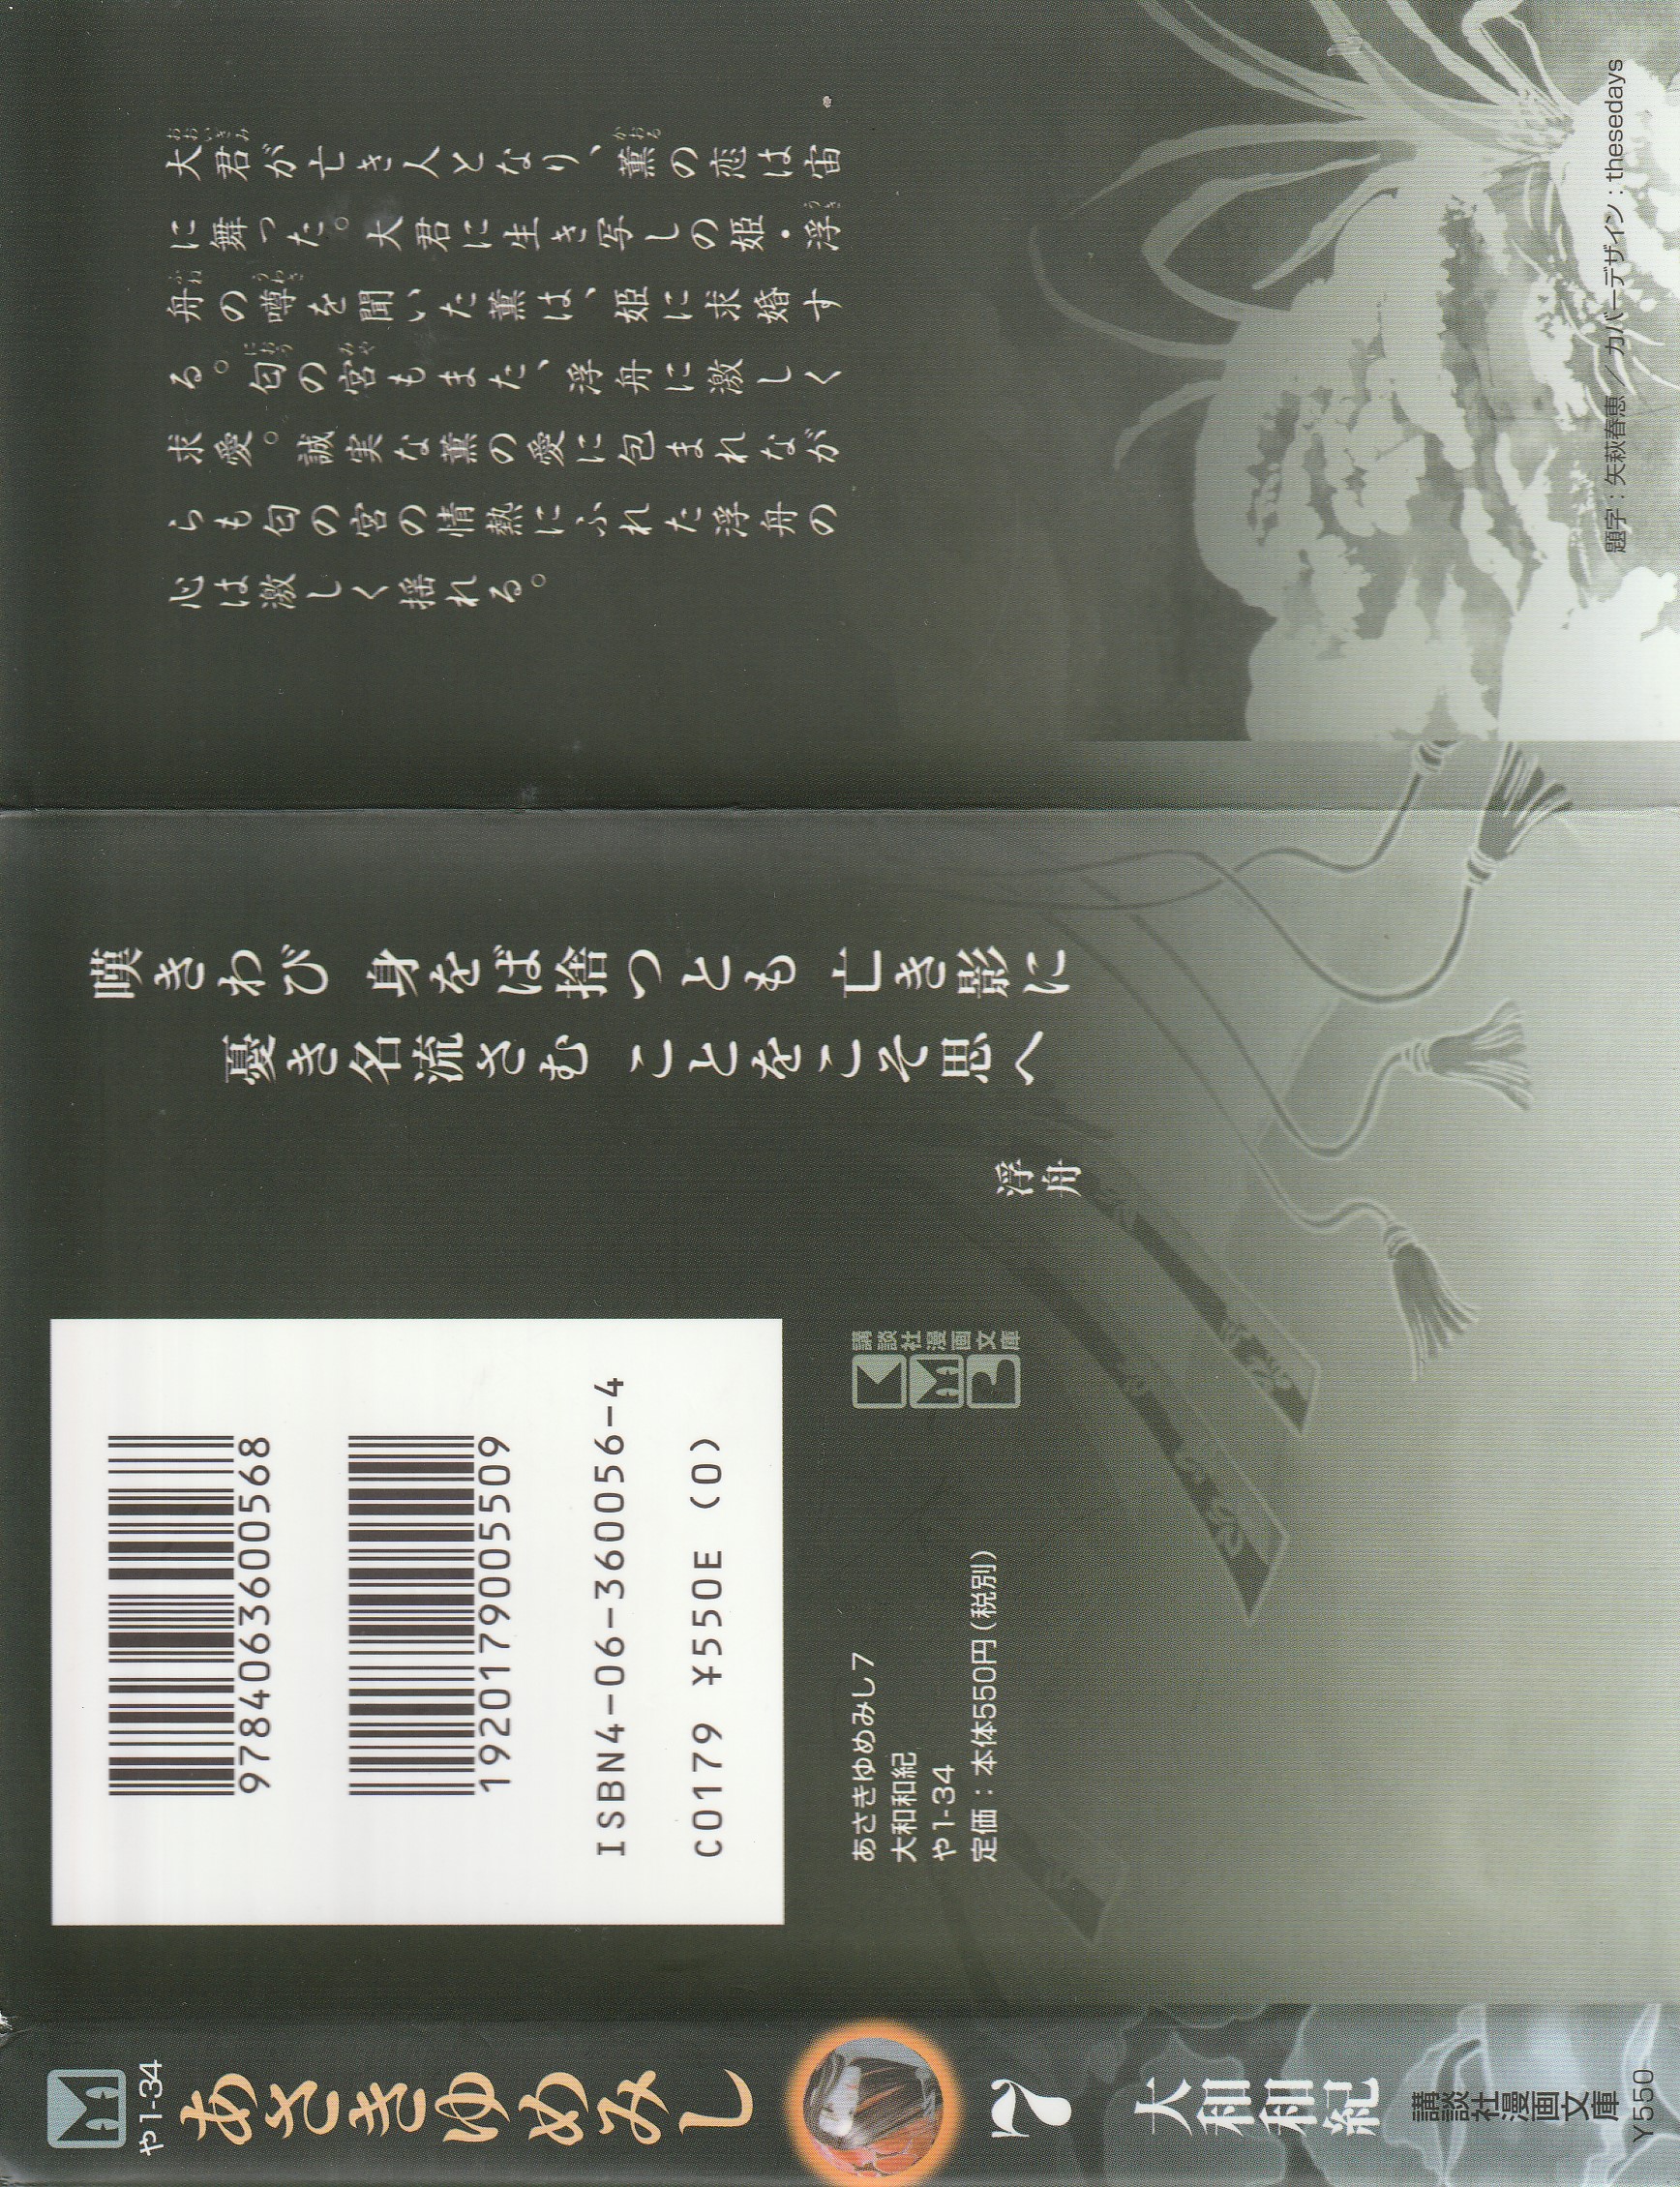 や1-34
あさきゆめみし
7
大和和紀
講談社漫画文庫
Y550
9784063600568
1920179005509
ISBN4-06-360056-4
C0179 ¥550E (0)
あさきゆめみし7
大和和紀
や1-34
定価：本体550円（税別）
KMB
講談社漫画文庫
嘆きわび 身をば捨つとも 亡き影に
憂き名流さむ ことをこそ思へ
浮舟
大君が亡き人となり、薫の恋は宙
に舞った。大君に生き写しの姫・浮
舟の噂を聞いた薫は、姫に求婚す
る。匂の宮もまた、浮舟に激しく
求愛。誠実な薫の愛に包まれなが
らも匂の宮の情熱にふれた浮舟の
心は激しく揺れる。
題字：矢萩春恵／カバーデザイン：thesedays